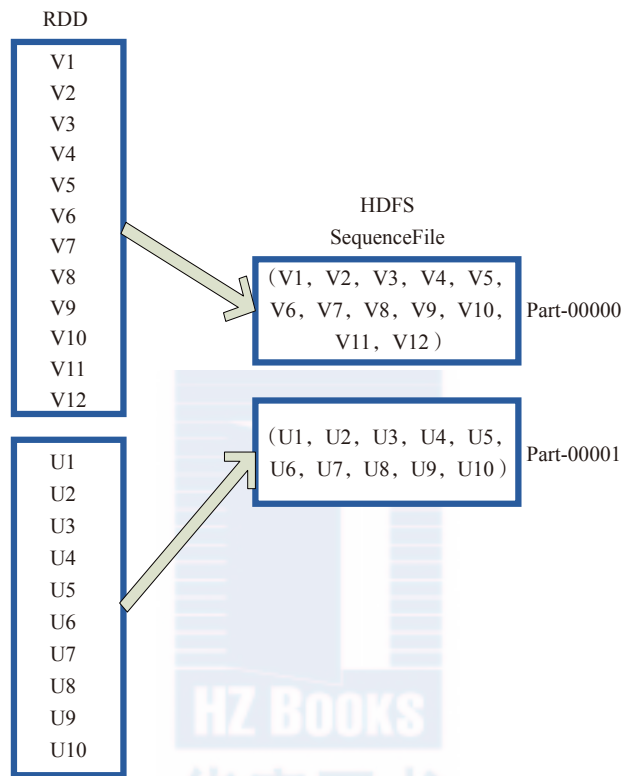 RDD
V1
V2
V3
V4
V5
V6
V7
V8
V9
V10
V11
V12
U1
U2
U3
U4
U5
U6
U7
U8
U9
U10
HDFS
SequenceFile
（V1，V2，V3，V4，V5，
V6，V7，V8，V9，V10，
V11，V12）
Part-00000
（U1，U2，U3，U4，U5，
U6，U7，U8，U9，U10）
Part-00001
HZ BOOKS